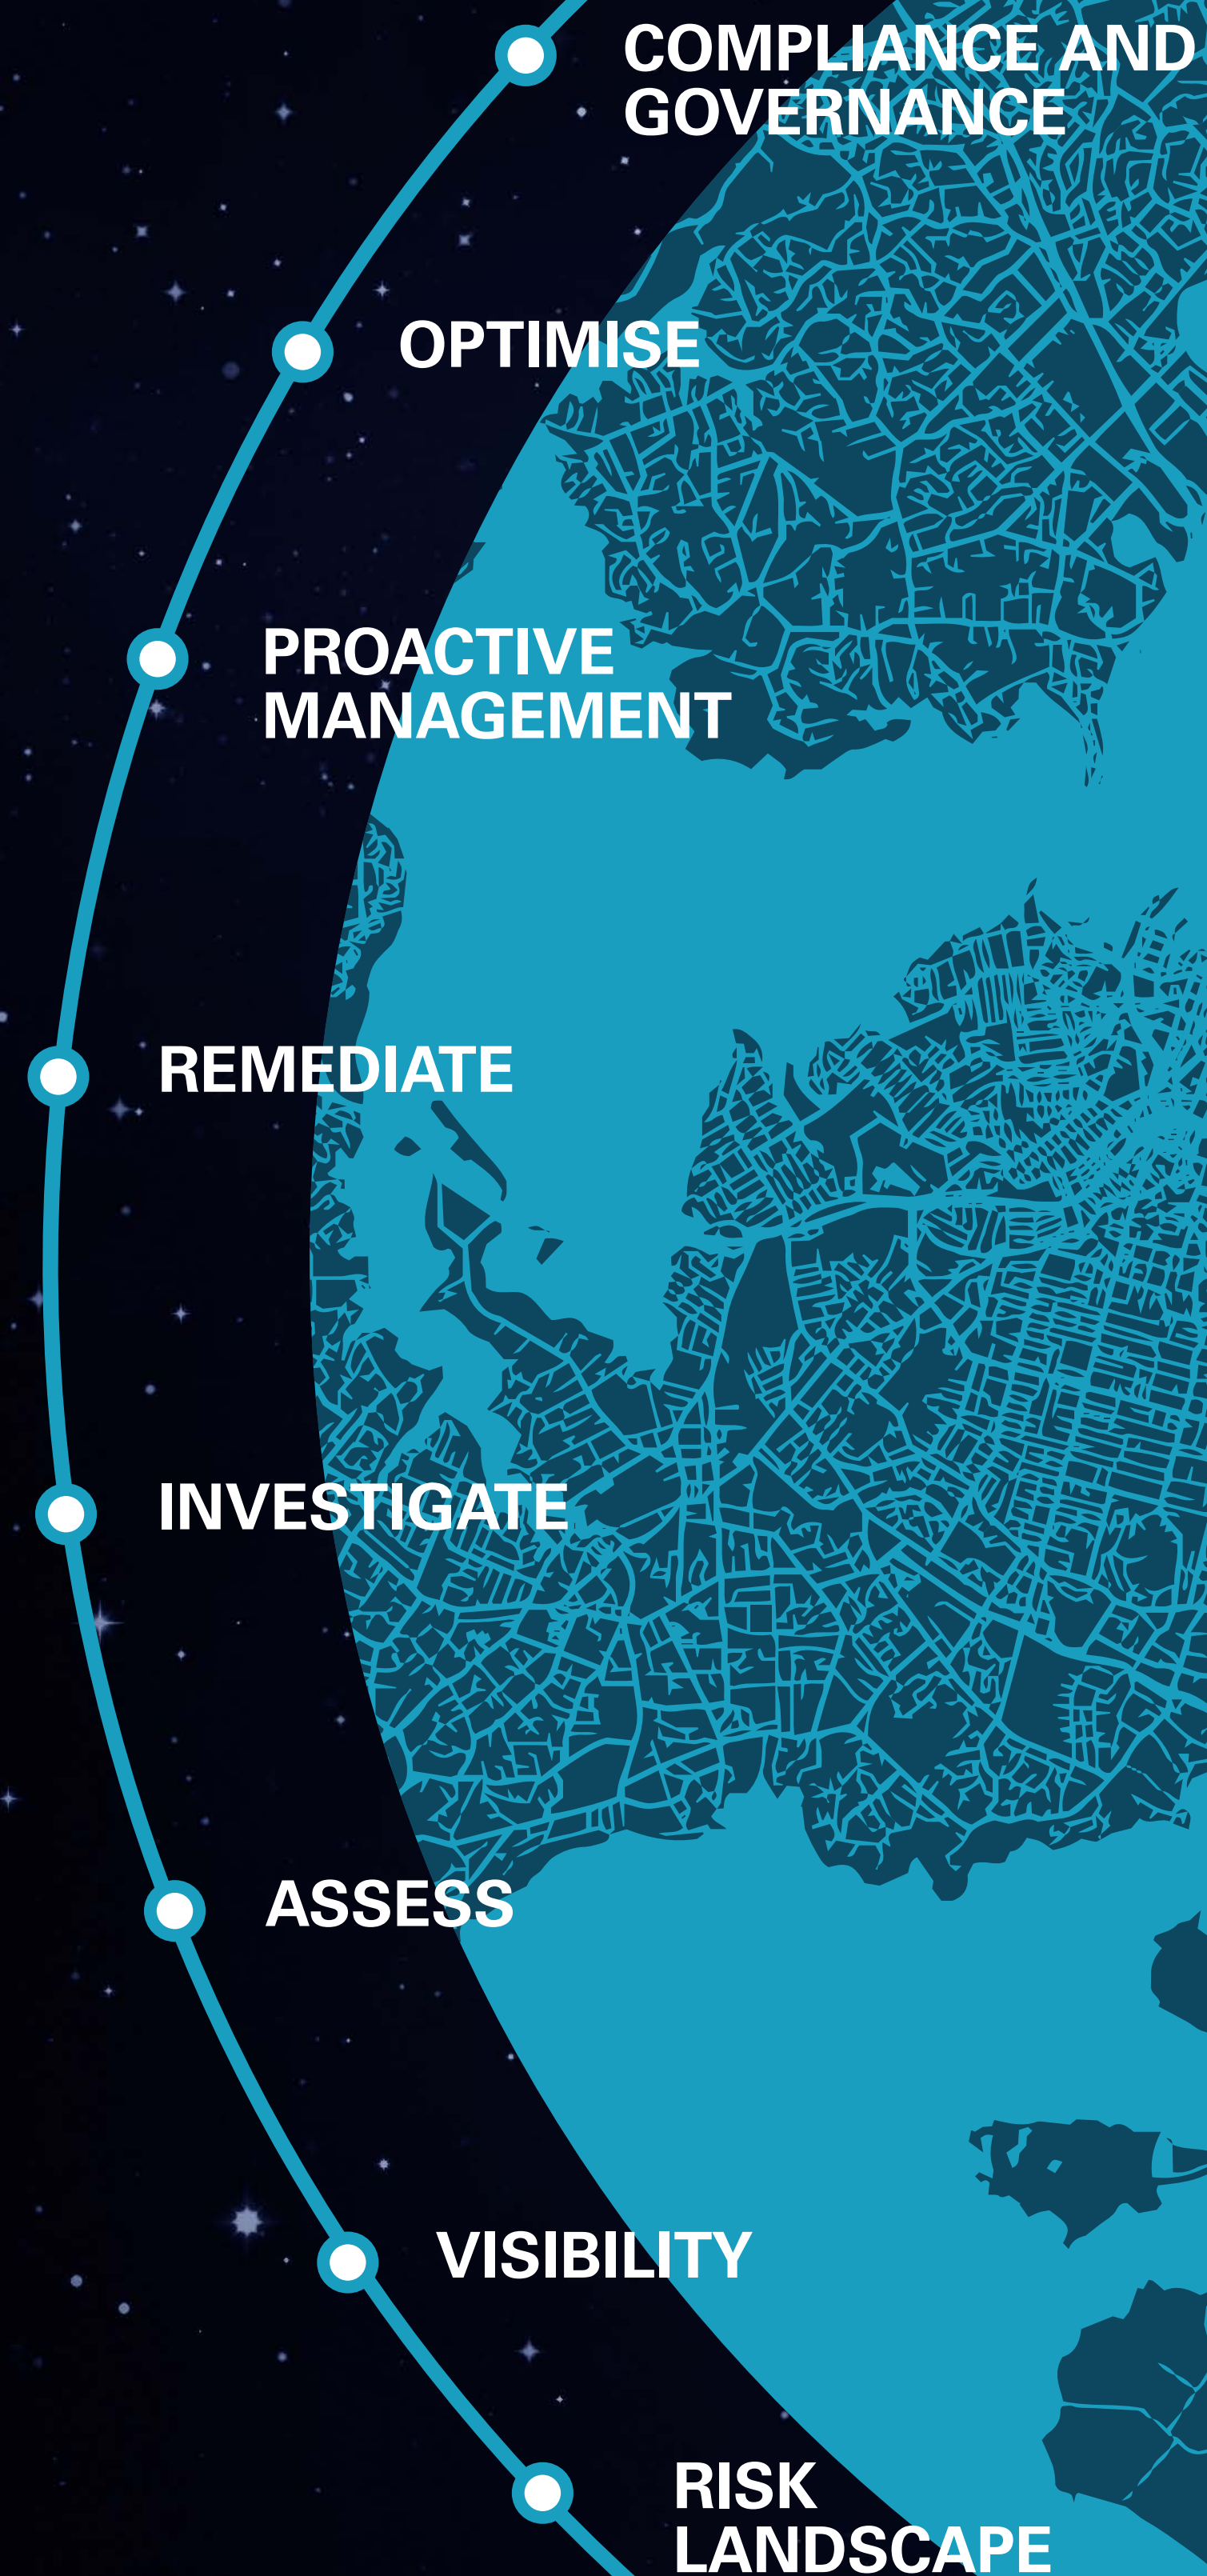 COMPLIANCE AND
GOVERNANCE
OPTIMISE
PROACTIVE
MANAGEMENT
REMEDIATE
INVESTIGATE
ASSESS
VISIBILITY
RISK
LANDSCAPE